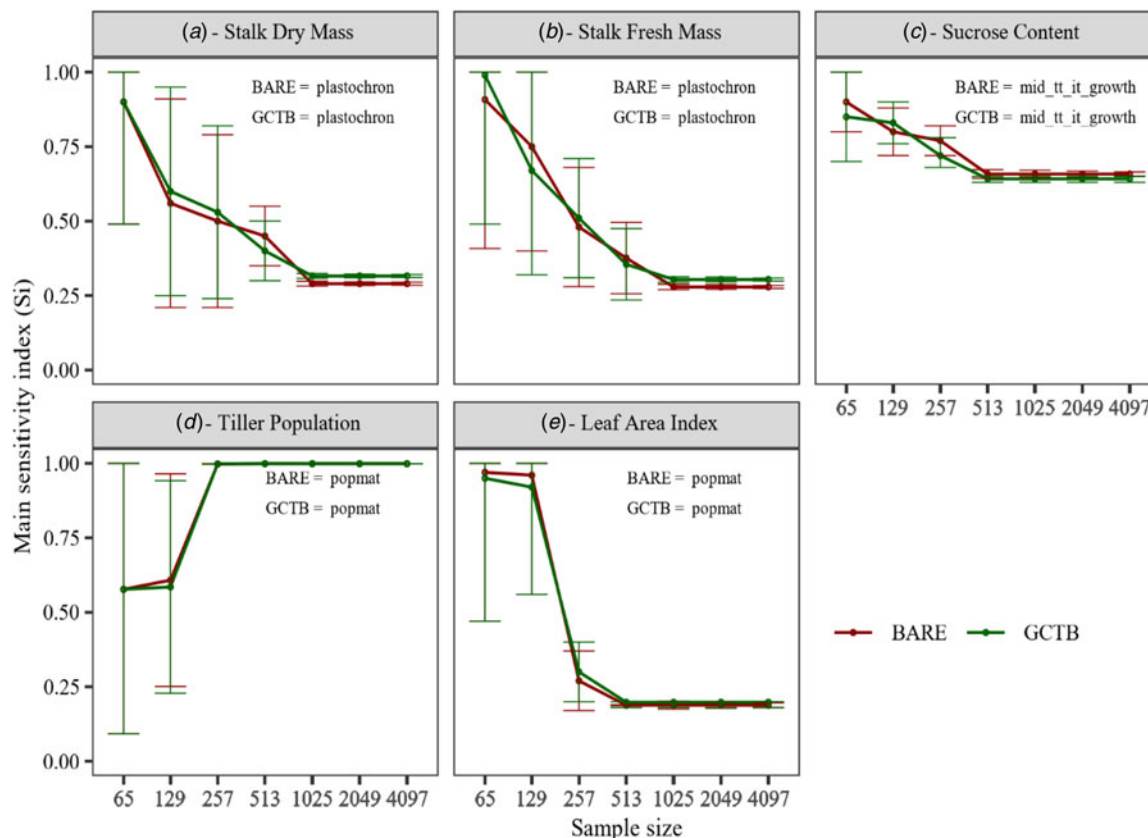 (a)- Stalk Dry Mass
(b)- Stalk Fresh Mass
(c)- Sucrose Content
Main sensitivity index (Si)
1.00
0.75
0.50
0.25
0.00
BARE = plastochron
GCTB = plastochron
BARE = plastochron
GCTB = plastochron
BARE = mid_tt_it_growth
GCTB = mid_tt_it_growth
65 129 257 513 1025 2049 4097
(d)- Tiller Population
(e)- Leaf Area Index
1.00
0.75
0.50
0.25
0.00
BARE = popmat
GCTB = popmat
BARE = popmat
GCTB = popmat
BARE GCTB
65 129 257 513 1025 2049 4097
65 129 257 513 1025 2049 4097
Sample size